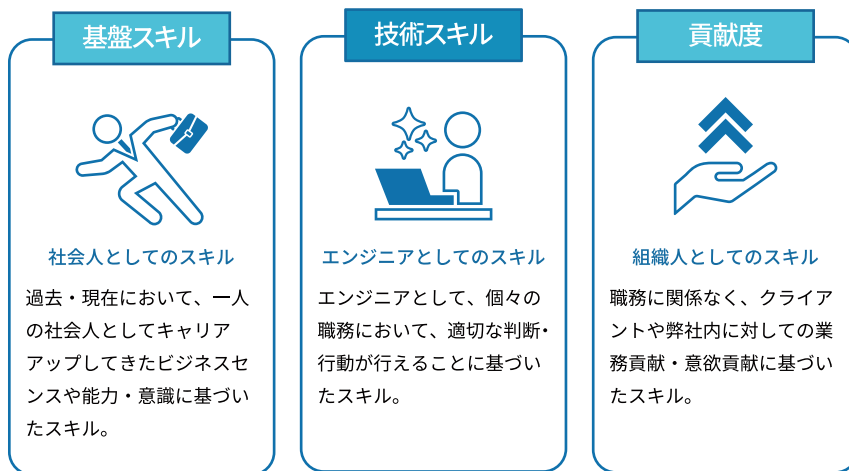 基盤スキル
社会人としてのスキル
過去・現在において、一人
の社会人としてキャリア
アップしてきたビジネスセ
ンスや能力・意識に基づい
たスキル。
技術スキル
エンジニアとしてのスキル
エンジニアとして、個々の
職務において、適切な判断・
行動が行えることに基づい
たスキル。
貢献度
組織人としてのスキル
職務に関係なく、クライア
ントや弊社内に対しての業
務貢献・意欲貢献に基づい
たスキル。